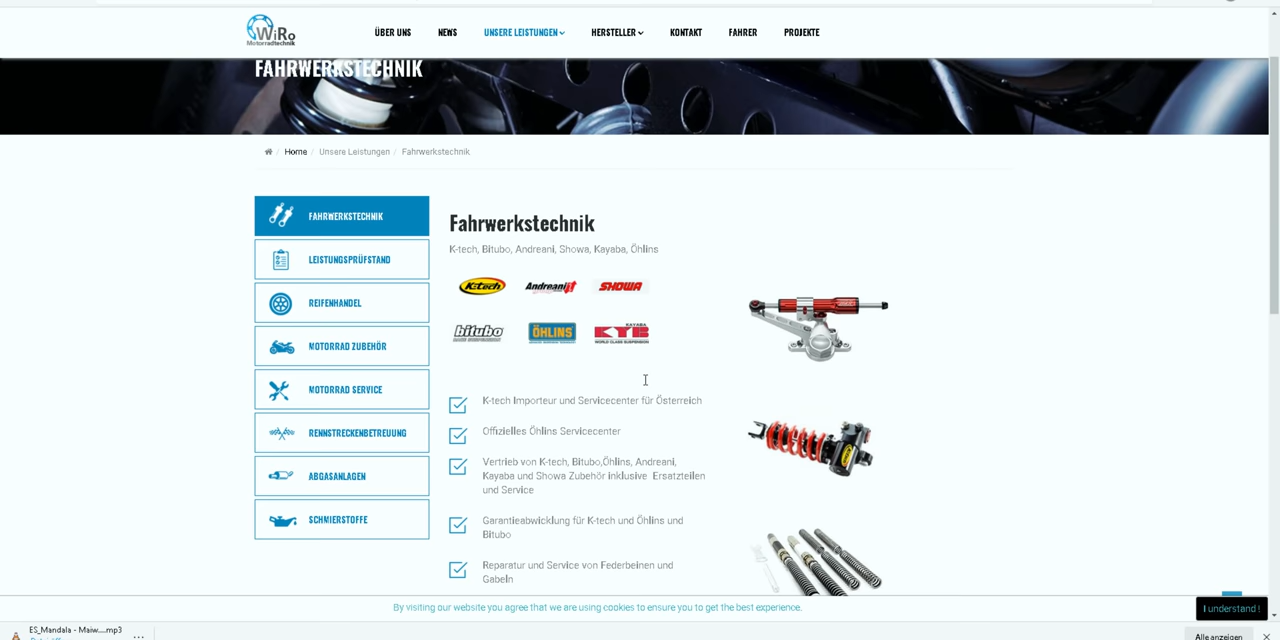 WiRo
Motorradtechnik
ÜBER UNS
NEWS
UNSERE LEISTUNGEN
HERSTELLER
KONTAKT
FAHRER
PROJEKTE
FAHRWERKSTECHNIK
Home / Unsere Leistungen / Fahrwerkstechnik
FAHRWERKSTECHNIK
LEISTUNGSPRÜFSTAND
REIFENHANDEL
MOTORRAD ZUBEHÖR
MOTORRAD SERVICE
RENNSTRECKENBETREUUNG
ABGASANLAGEN
SCHMIERSTOFFE
Fahrwerkstechnik
K-tech, Bitubo, Andreani, Showa, Kayaba, Öhlins
K-tech
Andreani
SHOWA
bitubo
ÖHLINS
KAYABA
KYB
WORLD CLASS SUSPENSION
K-tech Importeur und Servicecenter für Österreich
Offizielles Öhlins Servicecenter
Vertrieb von K-tech, Bitubo,Öhlins, Andreani,
Kayaba und Showa Zubehör inklusive Ersatzteilen
und Service
Garantieabwicklung für K-tech und Öhlins und
Bitubo
Reparatur und Service von Federbeinen und
Gabeln
By visiting our website you agree that we are using cookies to ensure you to get the best experience.
I understand !
ES_Mandala - Maiw....mp3
Alle anzeigen